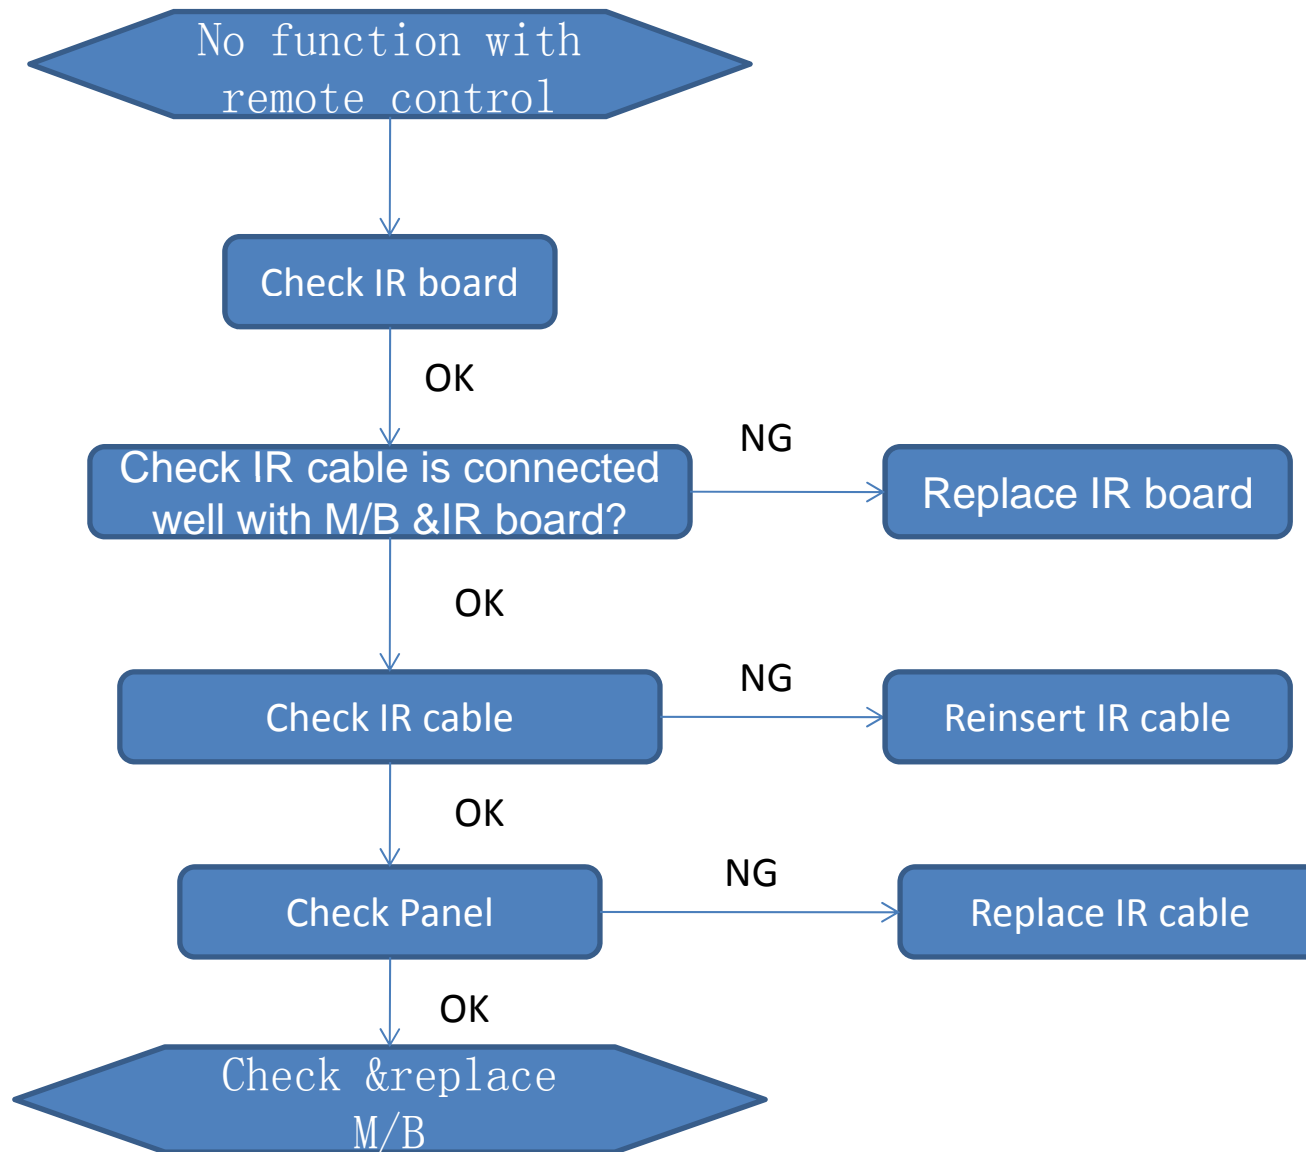 No function with
remote control
Check IR board
OK
NG
Check IR cable is connected
well with M/B &IR board?
Replace IR board
OK
NG
Check IR cable
Reinsert IR cable
OK
NG
Check Panel
Replace IR cable
OK
Check &replace
M/B